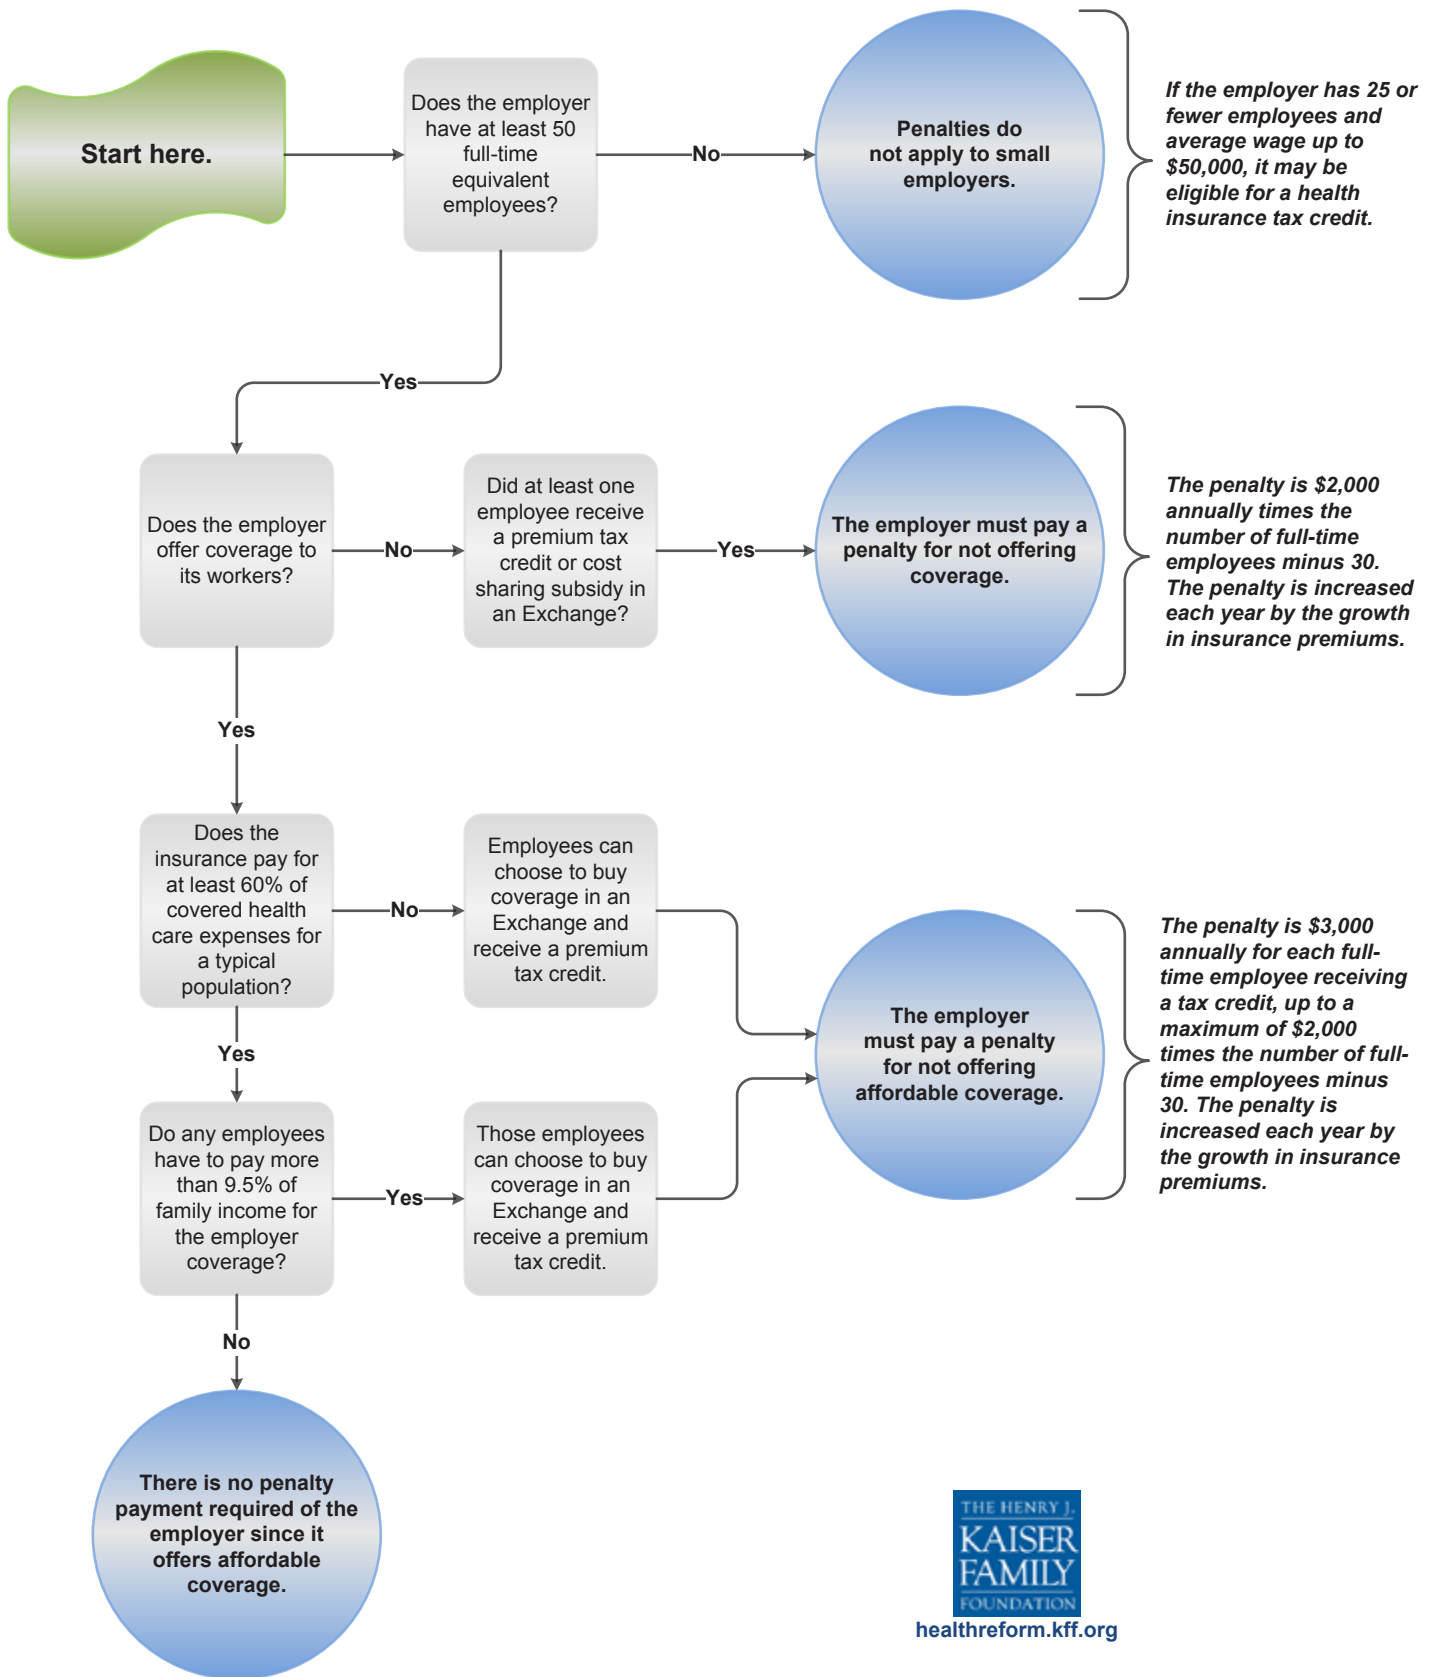 Start here.
Does the employer
have at least 50
full-time
equivalent
employees?
No
Penalties do
not apply to small
employers.
If the employer has 25 or
fewer employees and
average wage up to
$50,000, it may be
eligible for a health
insurance tax credit.
Yes
Does the employer
offer coverage to
its workers?
No
Did at least one
employee receive
a premium tax
credit or cost
sharing subsidy in
an Exchange?
Yes
The employer must pay a
penalty for not offering
coverage.
The penalty is $2,000
annually times the
number of full-time
employees minus 30.
The penalty is increased
each year by the growth
in insurance premiums.
Yes
Does the
insurance pay for
at least 60% of
covered health
care expenses for
a typical
population?
No
Employees can
choose to buy
coverage in an
Exchange and
receive a premium
tax credit.
The employer
must pay a penalty
for not offering
affordable coverage.
The penalty is $3,000
annually for each full-
time employee receiving
a tax credit, up to a
maximum of $2,000
times the number of full-
time employees minus
30. The penalty is
increased each year by
the growth in insurance
premiums.
Yes
Do any employees
have to pay more
than 9.5% of
family income for
the employer
coverage?
Yes
Those employees
can choose to buy
coverage in an
Exchange and
receive a premium
tax credit.
No
There is no penalty
payment required of the
employer since it
offers affordable
coverage.
THE HENRY J.
KAISER
FAMILY
FOUNDATION
healthreform.kff.org